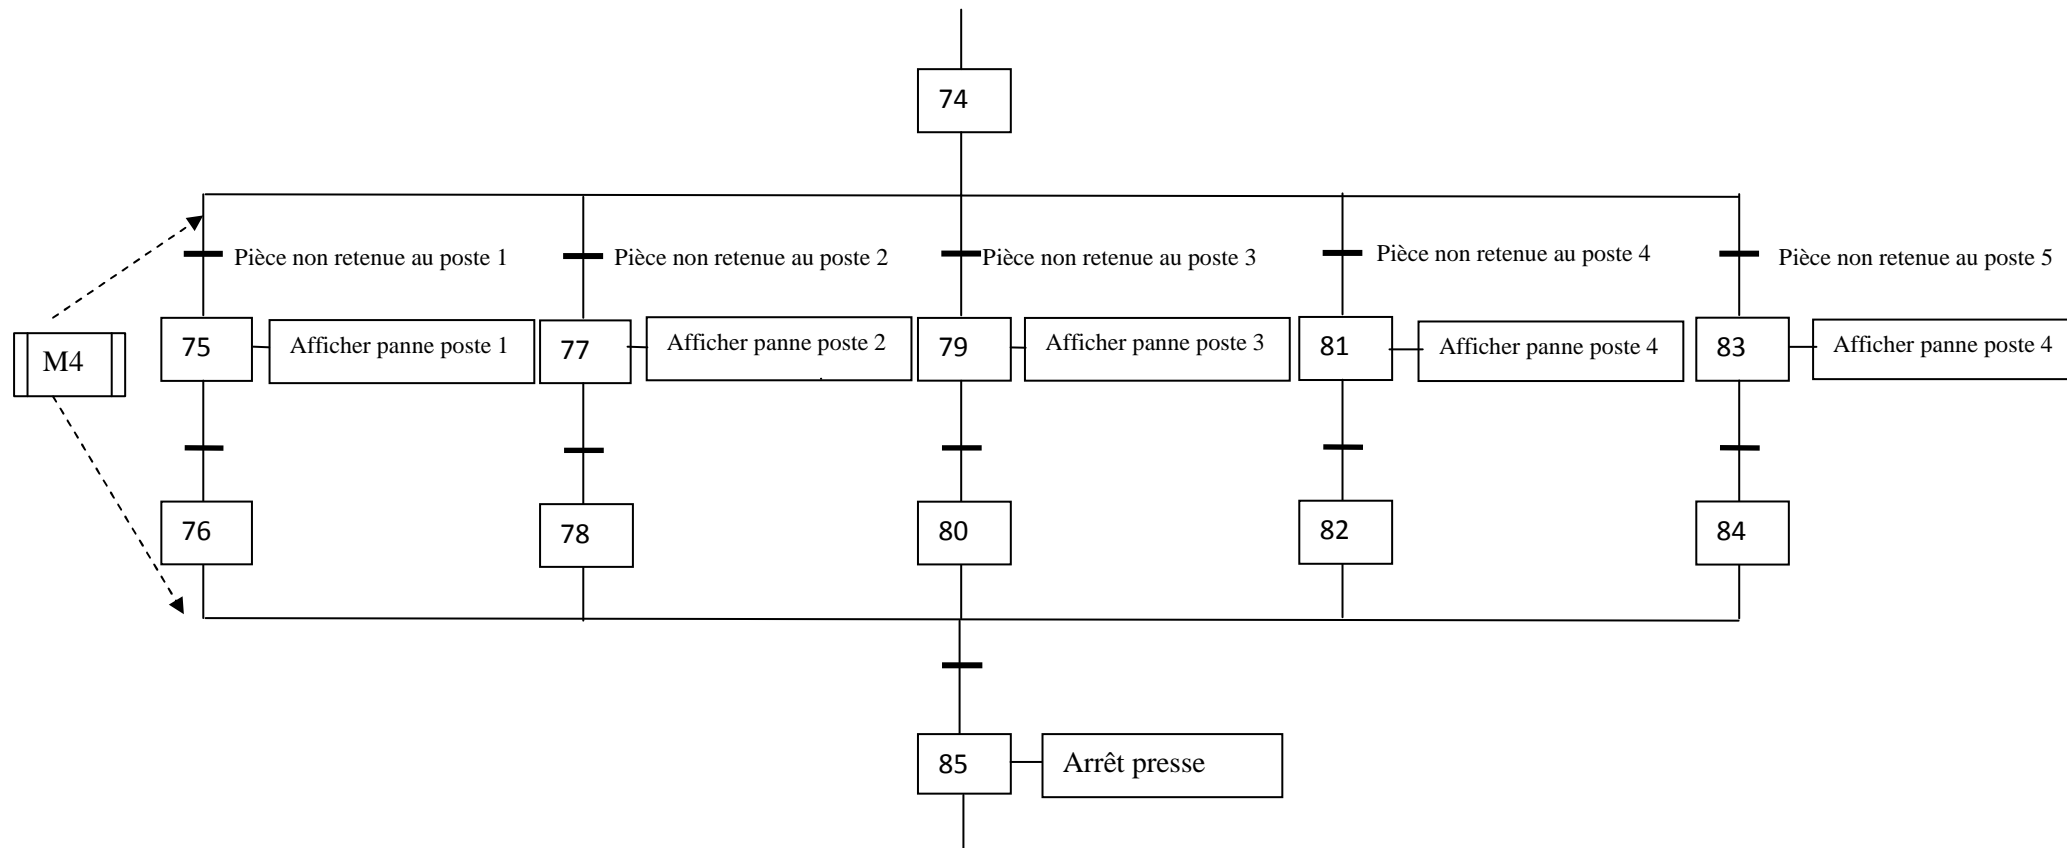 74
Pièce non retenue au poste 1
Pièce non retenue au poste 2
Pièce non retenue au poste 3
Pièce non retenue au poste 4
Pièce non retenue au poste 5
M4
75
Afficher panne poste 1
77
Afficher panne poste 2
79
Afficher panne poste 3
81
Afficher panne poste 4
83
Afficher panne poste 4
76
78
80
82
84
85
Arrêt presse